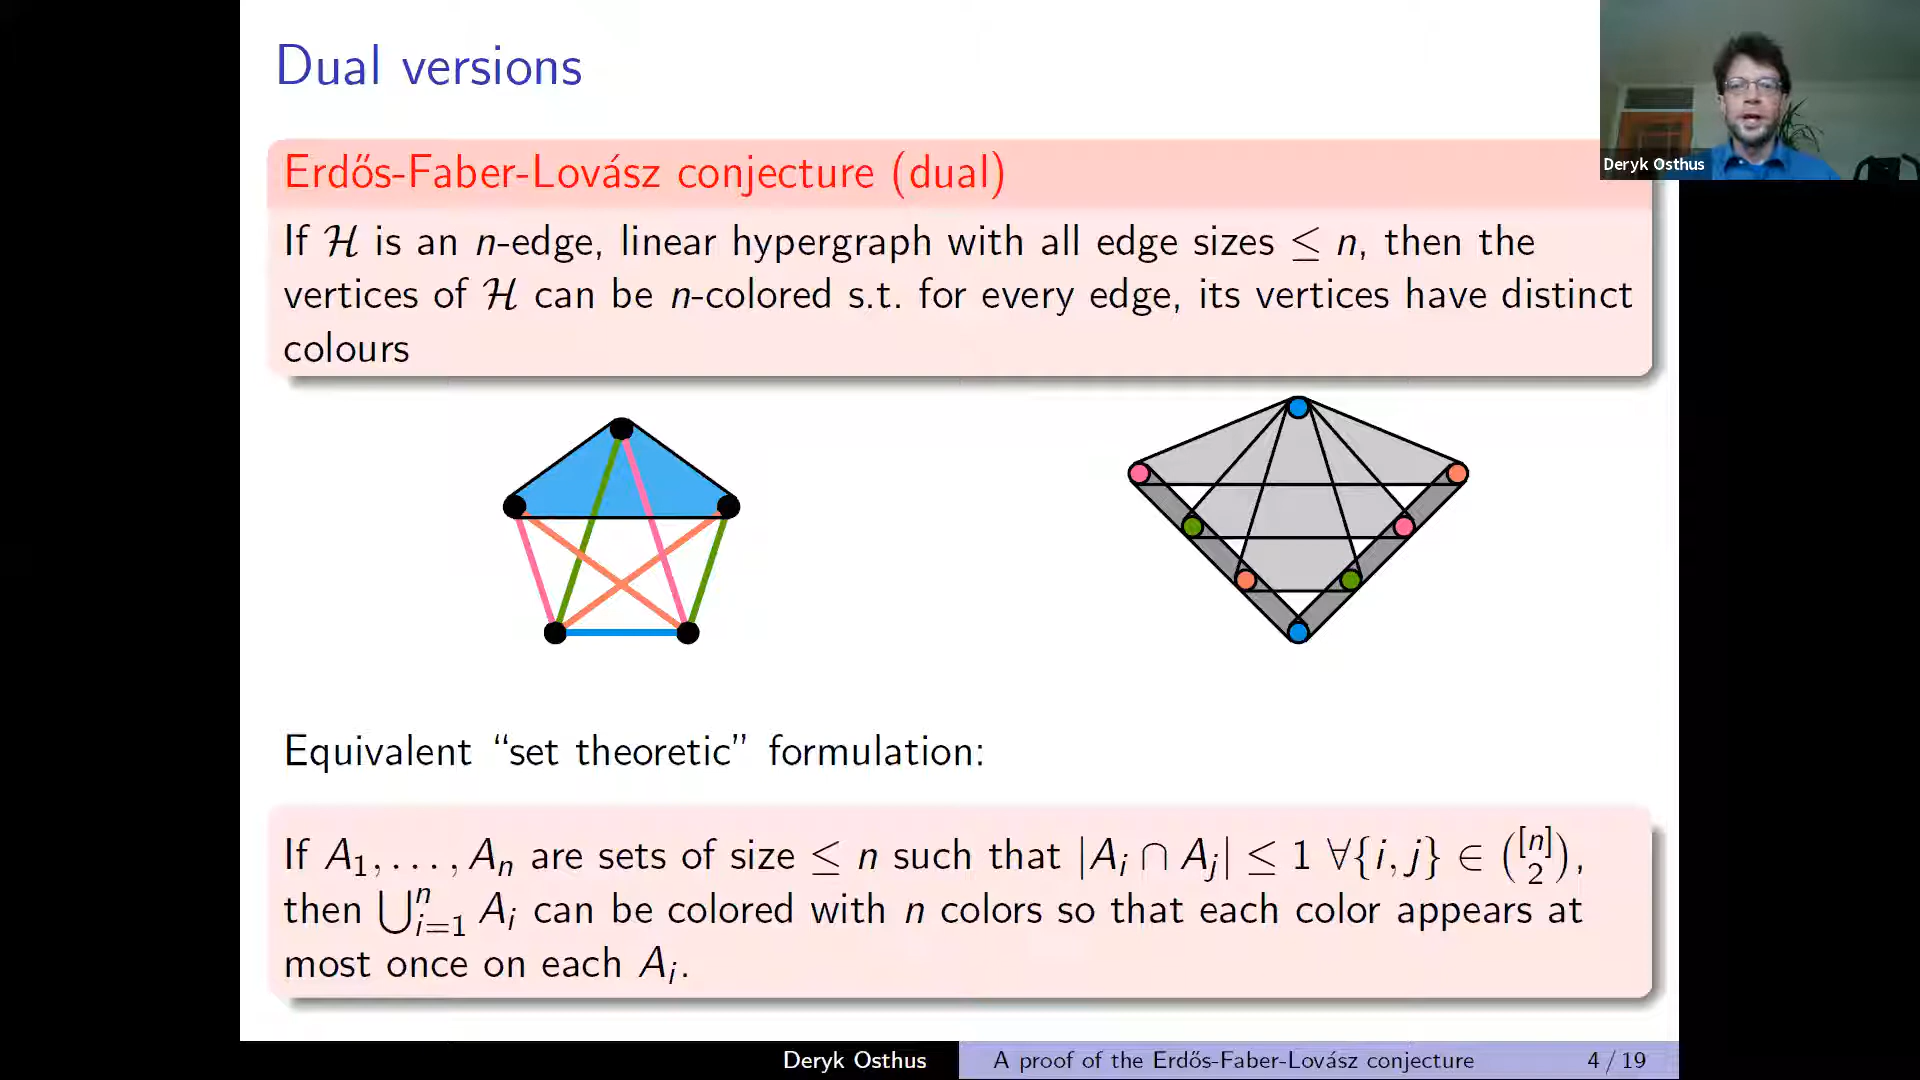 Dual versions
Erdős-Faber-Lovász conjecture (dual)
If ℋ is an n-edge, linear hypergraph with all edge sizes ≤ n, then the
vertices of ℋ can be n-colored s.t. for every edge, its vertices have distinct
colours
Deryk Osthus
Equivalent “set theoretic” formulation:
If A₁, . . . , Aₙ are sets of size ≤ n such that |Aᵢ ∩ Aⱼ| ≤ 1 ∀{i, j} ∈ ([n] 2),
then ⋃ⁿᵢ₌₁ Aᵢ can be colored with n colors so that each color appears at
most once on each Aᵢ.
Deryk Osthus A proof of the Erdős-Faber-Lovász conjecture 4 / 19